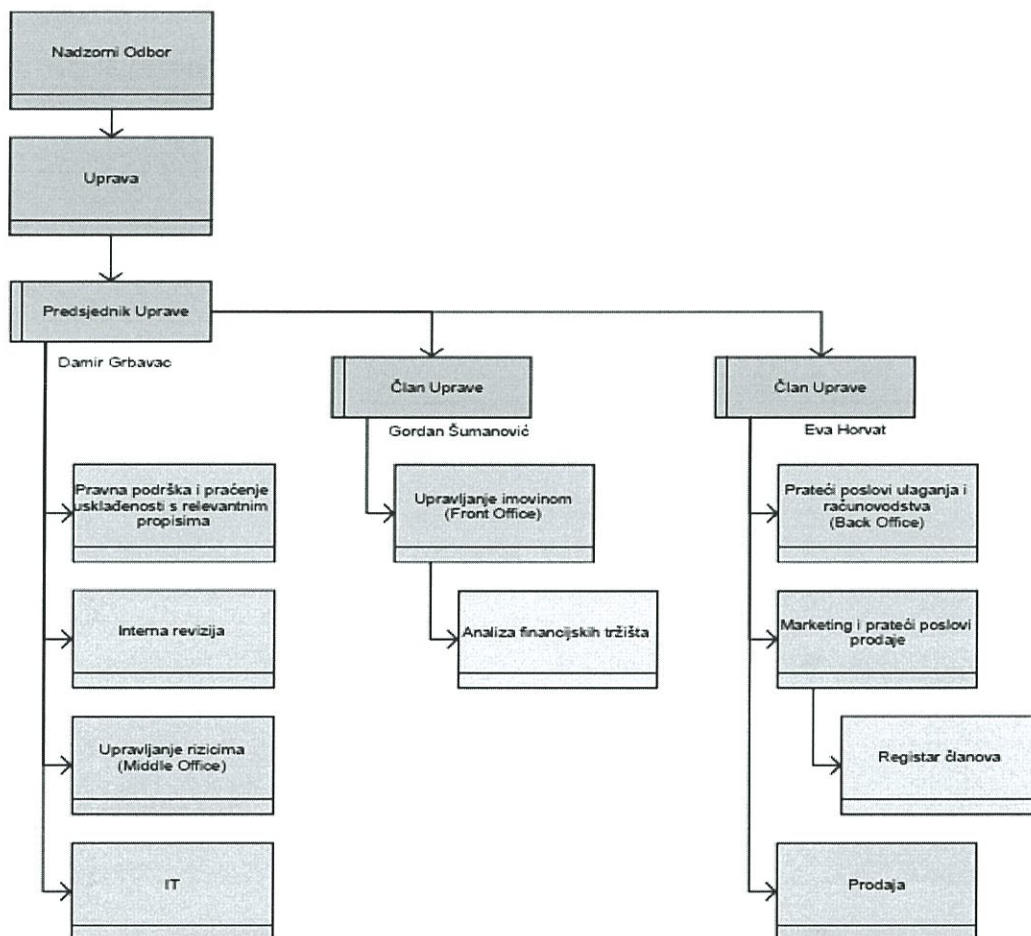 Nadzorni Odbor
Uprava
Predsjednik Uprave
Damir Grbavac
Član Uprave
Gordan Šumanović
Član Uprave
Eva Horvat
Pravna podrška i praćenje
usklađenosti s relevantnim
propisima
Interna revizija
Upravljanje rizicima
(Middle Office)
IT
Upravljanje imovinom
(Front Office)
Analiza financijskih tržišta
Prateći poslovi ulaganja i
računovodstva
(Back Office)
Marketing i prateći poslovi
prodaje
Registar članova
Prodaja